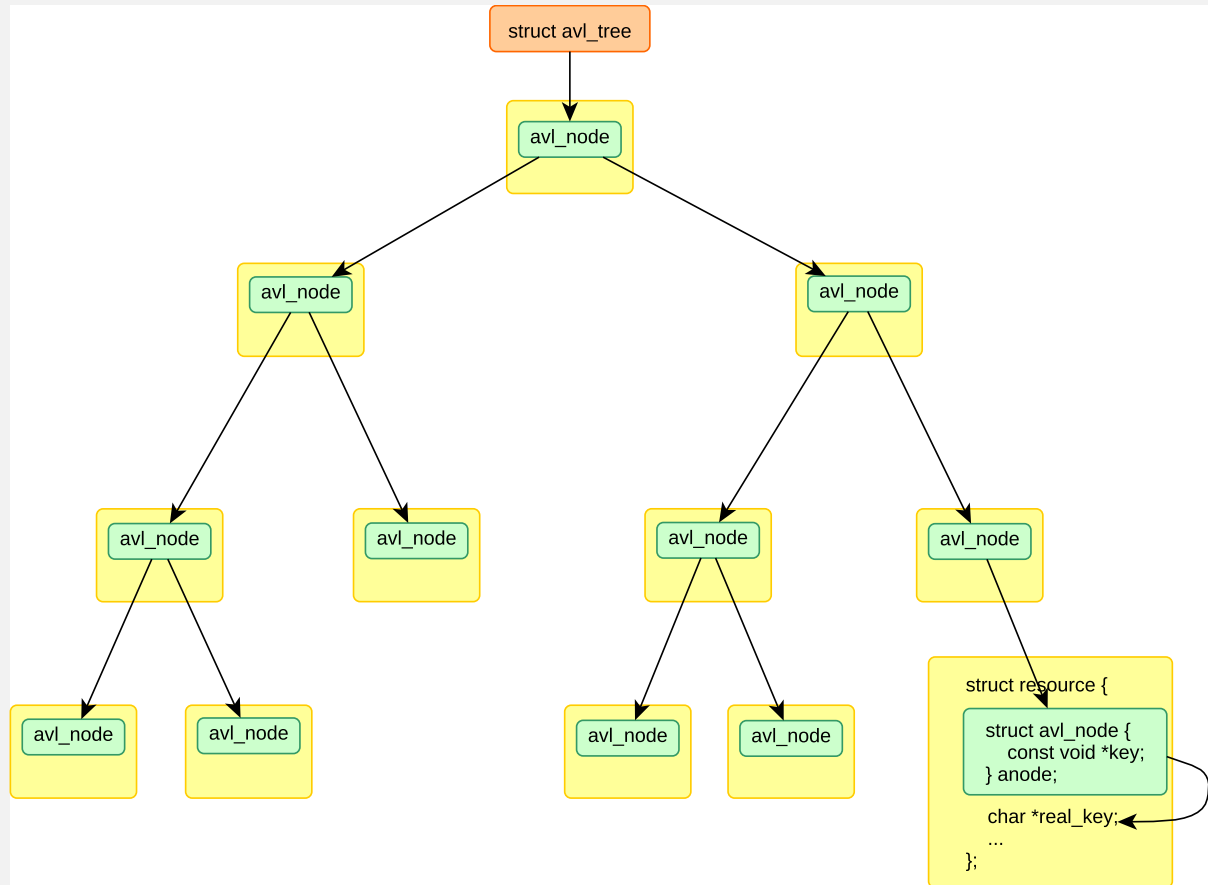 struct avl_tree
avl_node
avl_node
avl_node
avl_node
avl_node
avl_node
avl_node
avl_node
avl_node
avl_node
avl_node
struct resource {
struct avl_node {
const void *key;
} anode;
char *real_key;
...
};